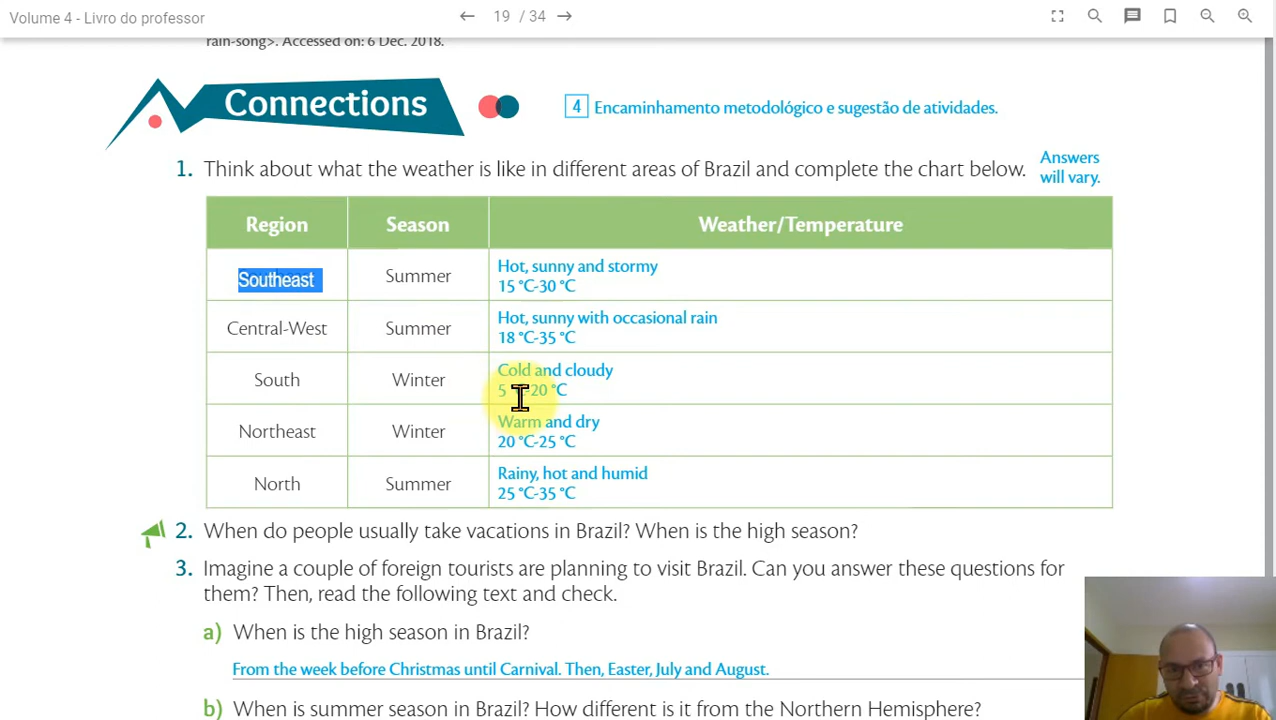 Volume 4 - Livro do professor
19 / 34
rain-song>. Accessed on: 6 Dec. 2018.
Connections
4 Encaminhamento metodológico e sugestão de atividades.
1. Think about what the weather is like in different areas of Brazil and complete the chart below.
Answers
will vary.
Region Season Weather/Temperature
Southeast Summer Hot, sunny and stormy
15 °C-30 °C
Central-West Summer Hot, sunny with occasional rain
18 °C-35 °C
South Winter Cold and cloudy
5 °C-20 °C
Northeast Winter Warm and dry
20 °C-25 °C
North Summer Rainy, hot and humid
25 °C-35 °C
2. When do people usually take vacations in Brazil? When is the high season?
3. Imagine a couple of foreign tourists are planning to visit Brazil. Can you answer these questions for
them? Then, read the following text and check.
a) When is the high season in Brazil?
From the week before Christmas until Carnival. Then, Easter, July and August.
b) When is summer season in Brazil? How different is it from the Northern Hemisphere?